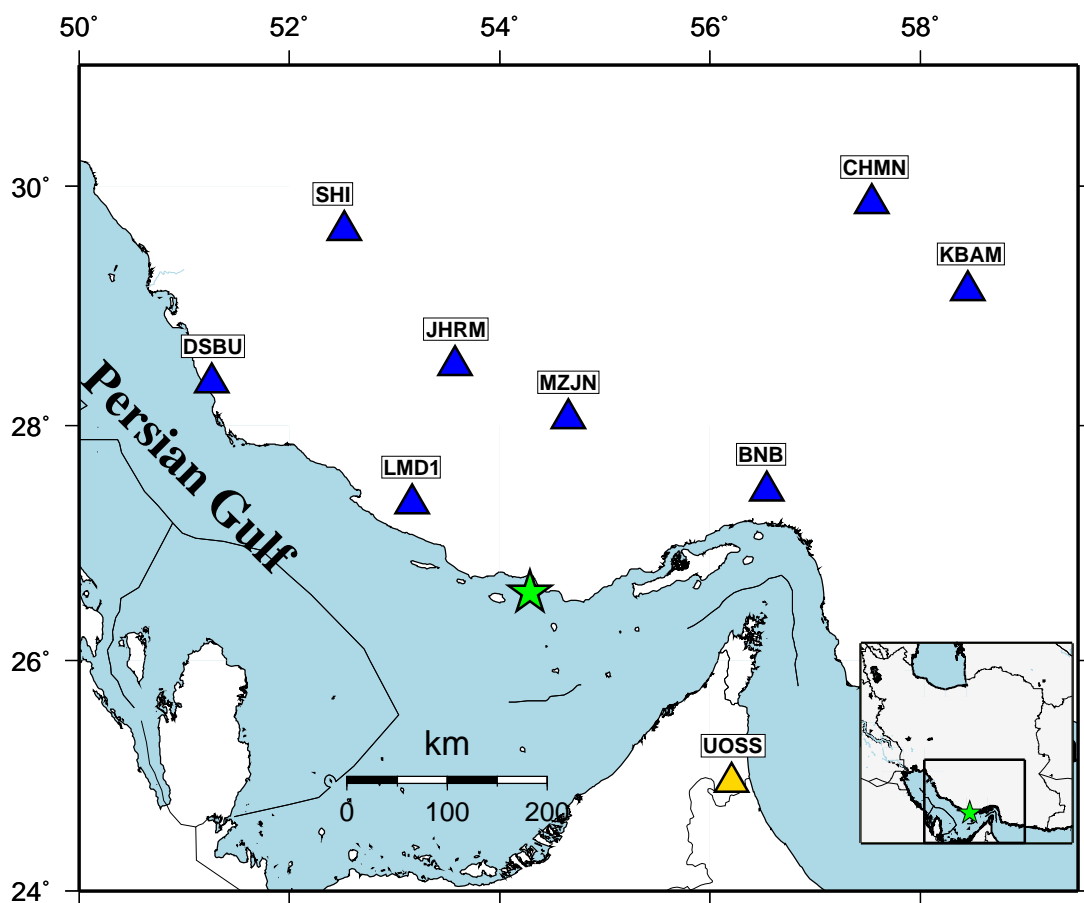 50˚ 52˚ 54˚ 56˚ 58˚
30˚
28˚
26˚
24˚
CHMN
SHI
KBAM
JHRM
DSBU
MZJN
BNB
LMD1
Persian Gulf
UOSS
km
0 100 200